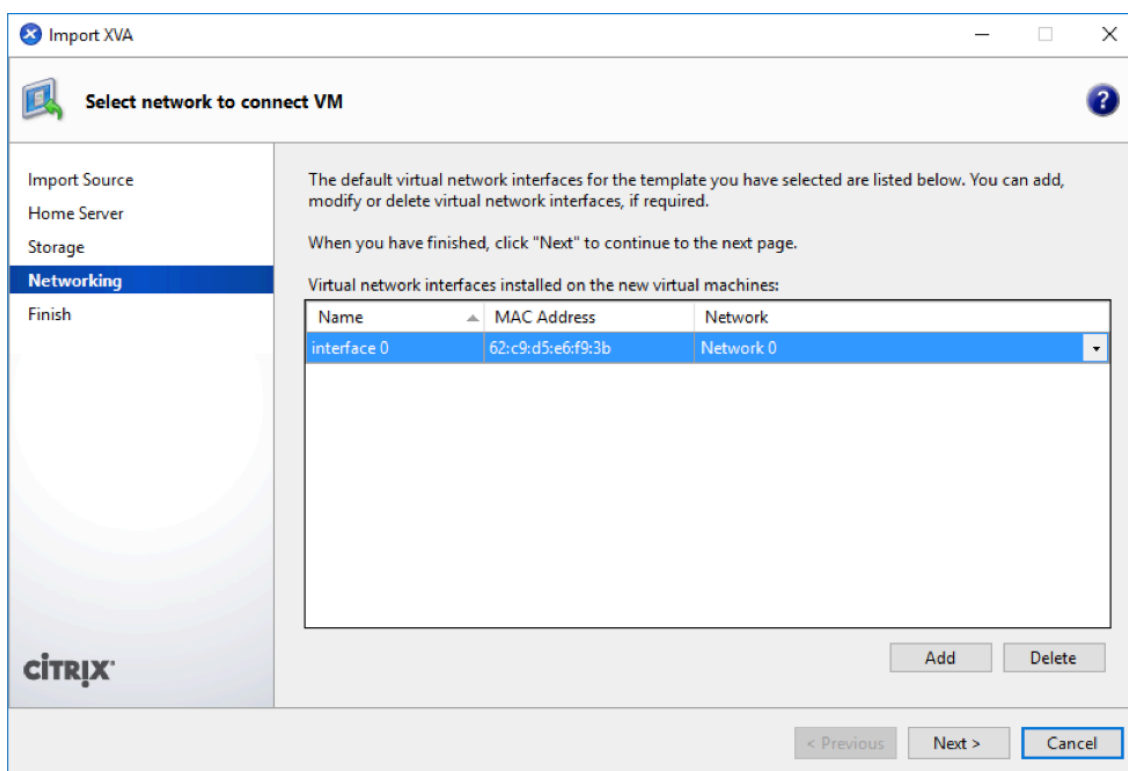 Import XVA
Select network to connect VM
?
Import Source
Home Server
Storage
Networking
Finish
The default virtual network interfaces for the template you have selected are listed below. You can add,
modify or delete virtual network interfaces, if required.
When you have finished, click "Next" to continue to the next page.
Virtual network interfaces installed on the new virtual machines:
Name MAC Address Network
interface 0 62:c9:d5:e6:f9:3b Network 0
Add Delete
CITRIX
< Previous Next > Cancel